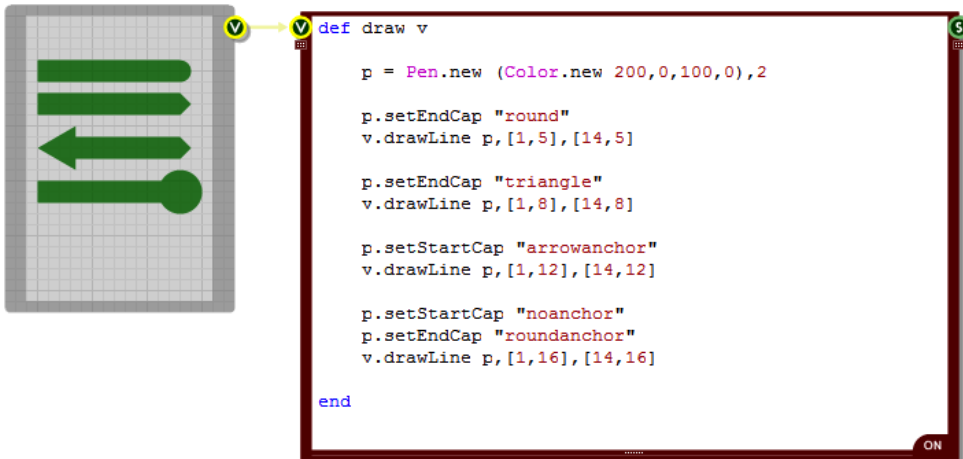 V V def draw v S
p = Pen.new (Color.new 200,0,100,0),2
p.setEndCap "round"
v.drawLine p,[1,5],[14,5]
p.setEndCap "triangle"
v.drawLine p,[1,8],[14,8]
p.setStartCap "arrowanchor"
v.drawLine p,[1,12],[14,12]
p.setStartCap "noanchor"
p.setEndCap "roundanchor"
v.drawLine p,[1,16],[14,16]
end
ON